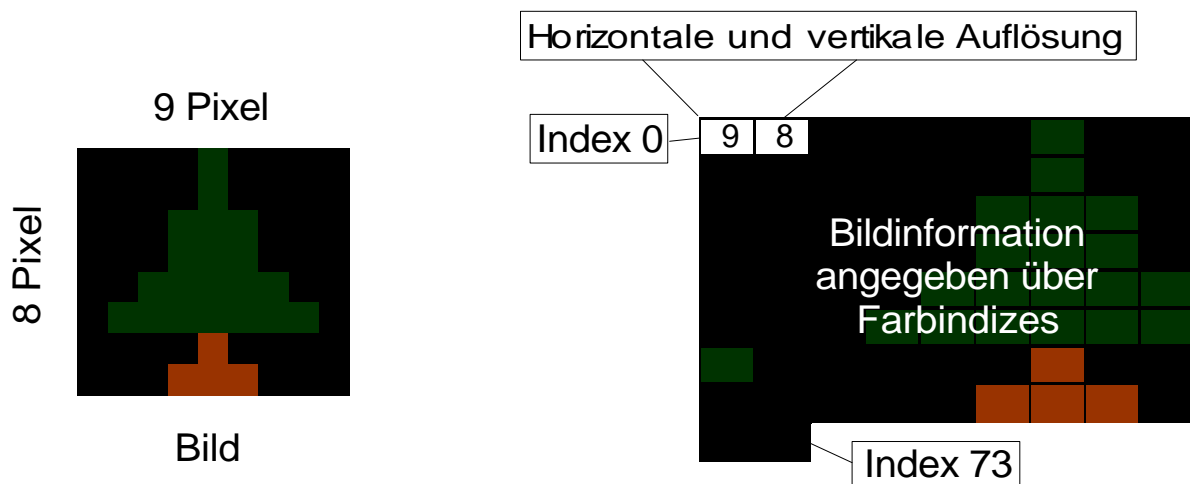 Horizontale und vertikale Auflösung
9 Pixel
Index 0
9 8
8 Pixel
Bildinformation
angegeben über
Farbindizes
Bild
Index 73